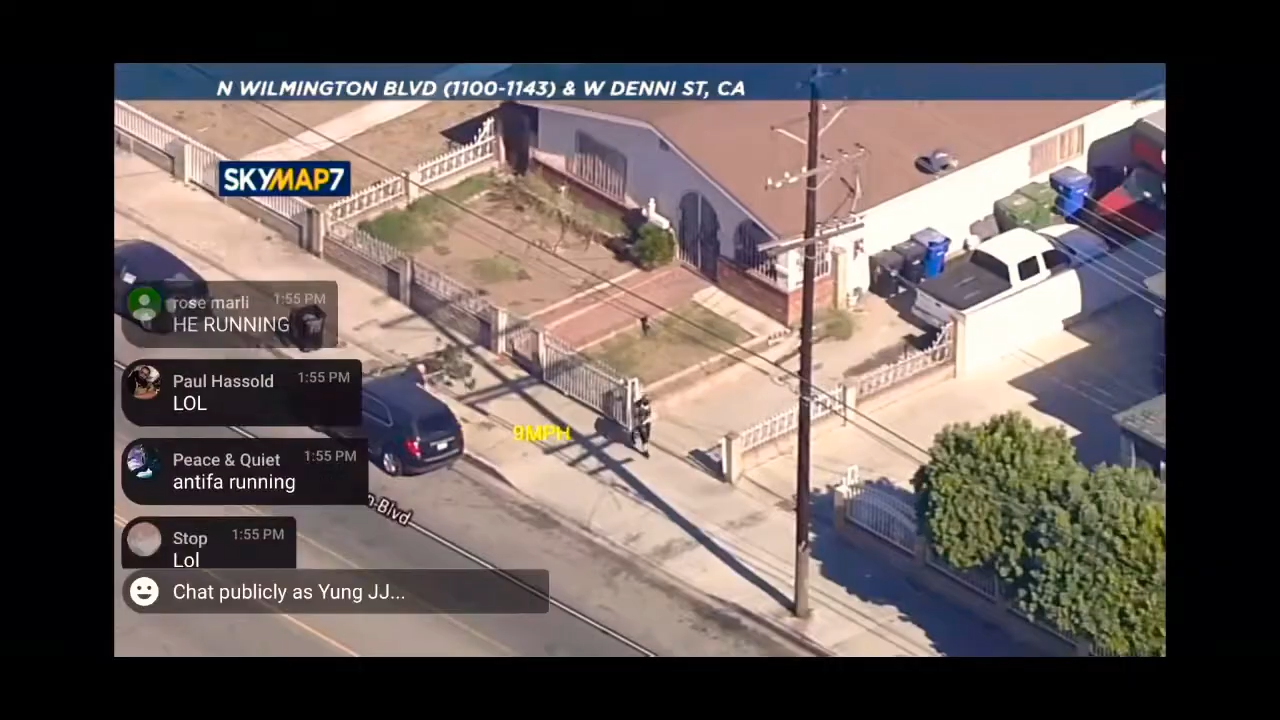 N WILMINGTON BLVD (1100-1143) & W DENNI ST, CA
SKYMAP7
rose marli 1:55 PM
HE RUNNING
Paul Hassold 1:55 PM
LOL
9MPH
Peace & Quiet 1:55 PM
antifa running
n-Blvd
Stop 1:55 PM
Lol
Chat publicly as Yung JJ...